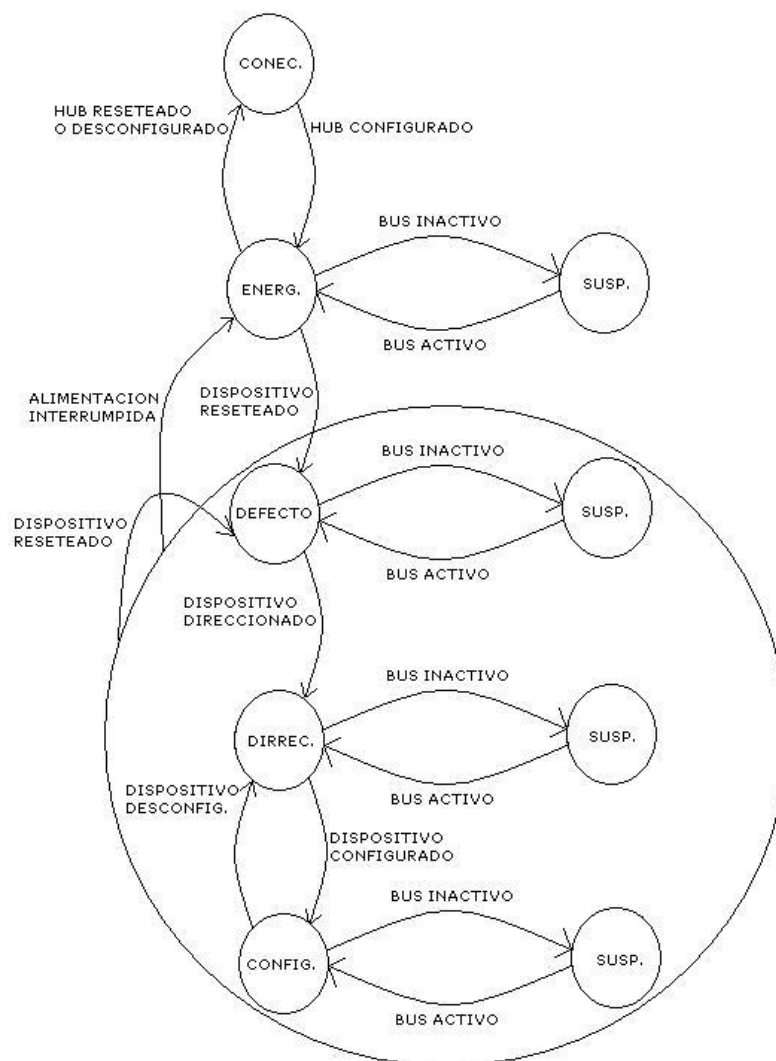 CONEC.
HUB RESETEADO
O DESCONFIGURADO
HUB CONFIGURADO
BUS INACTIVO
ENERG.
SUSP.
BUS ACTIVO
ALIMENTACION
INTERRUMPIDA
DISPOSITIVO
RESETEADO
BUS INACTIVO
DEFECTO
SUSP.
DISPOSITIVO
RESETEADO
BUS ACTIVO
DISPOSITIVO
DIRECCIONADO
BUS INACTIVO
DIRREC.
SUSP.
DISPOSITIVO
DESCONFIG.
BUS ACTIVO
DISPOSITIVO
CONFIGURADO
BUS INACTIVO
CONFIG.
SUSP.
BUS ACTIVO